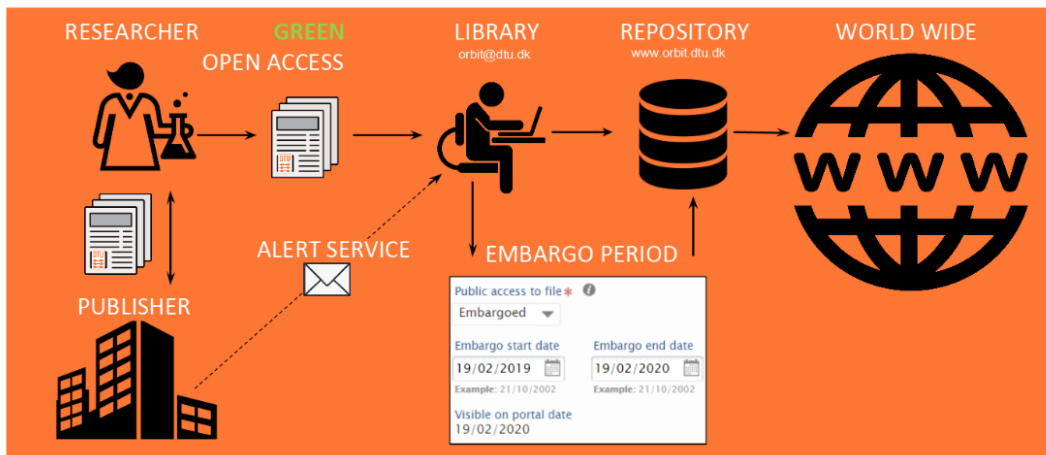 RESEARCHER
GREEN
OPEN ACCESS
LIBRARY
orbit@dtu.dk
REPOSITORY
www.orbit.dtu.dk
WORLD WIDE
DTU
W W W
DTU
ALERT SERVICE
EMBARGO PERIOD
PUBLISHER
Public access to file * i
Embargoed
Embargo start date
Embargo end date
19/02/2019
19/02/2020
Example: 21/10/2002
Example: 21/10/2002
Visible on portal date
19/02/2020